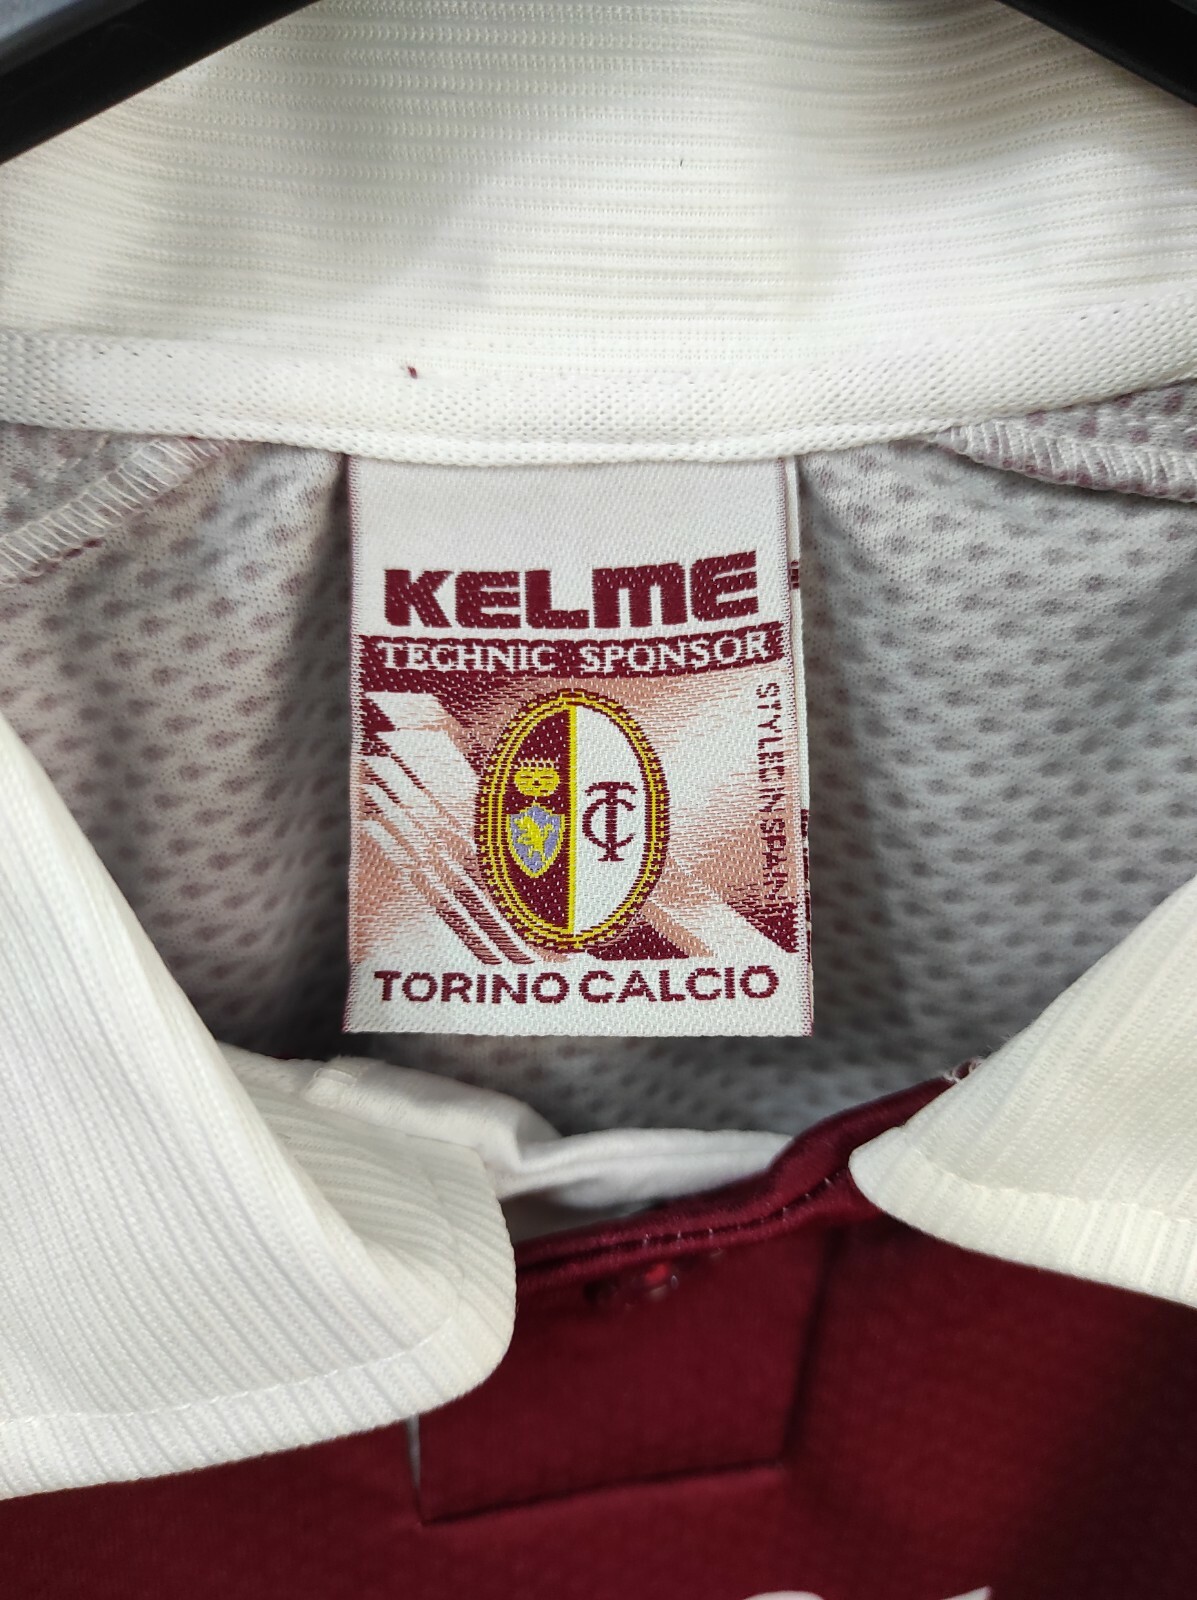 KELME
TECHNIC SPONSOR
STYLED IN SPAIN
TC
TORINO CALCIO